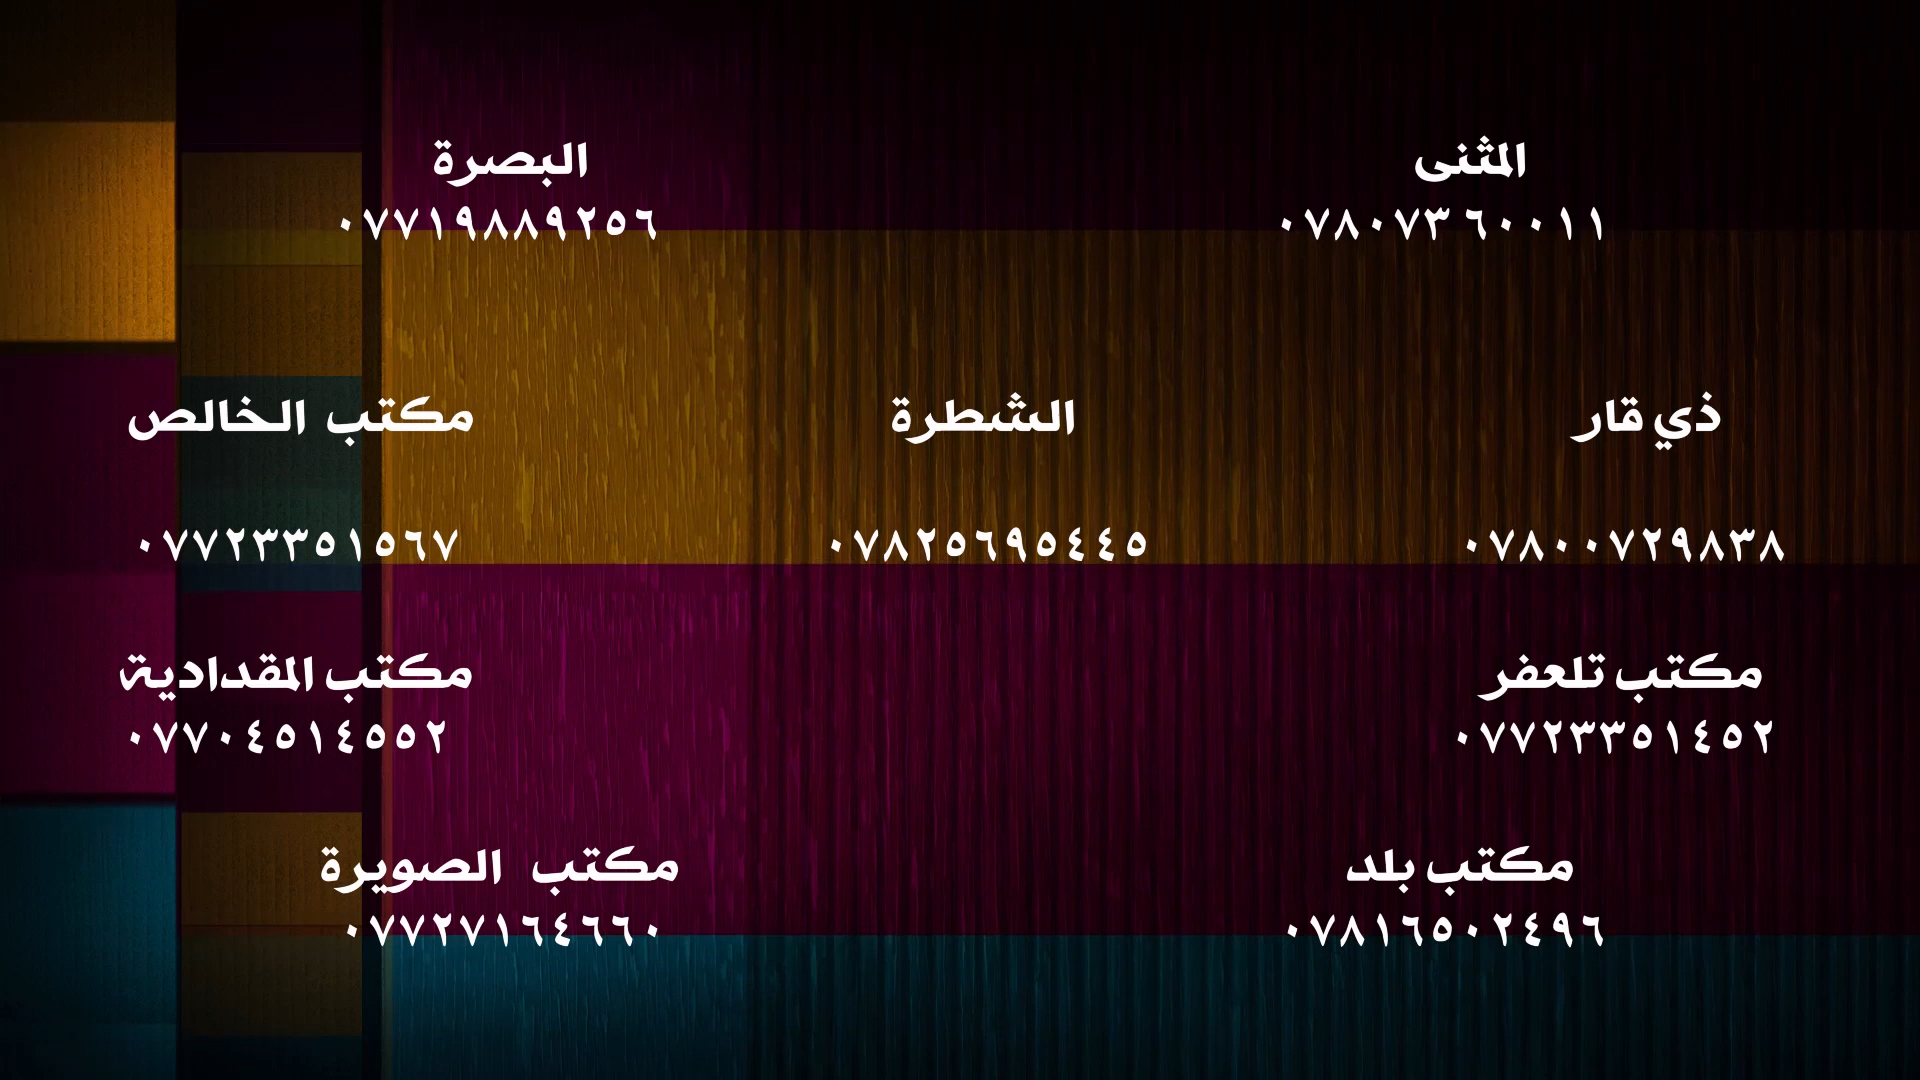 المثنى
٠٧٨٠٧٣٦٠٠١١
البصرة
٠٧٧١٩٨٨٩٢٥٦
ذي قار
٠٧٨٠٠٧٢٩٨٣٨
الشطرة
٠٧٨٢٥٦٩٥٤٤٥
مكتب الخالص
٠٧٧٢٣٣٥١٥٦٧
مكتب تلعفر
٠٧٧٢٣٣٥١٤٥٢
مكتب المقدادية
٠٧٧٠٤٥١٤٥٥٢
مكتب بلد
٠٧٨١٦٥٠٢٤٩٦
مكتب الصويرة
٠٧٧٢٧١٦٤٦٦٠